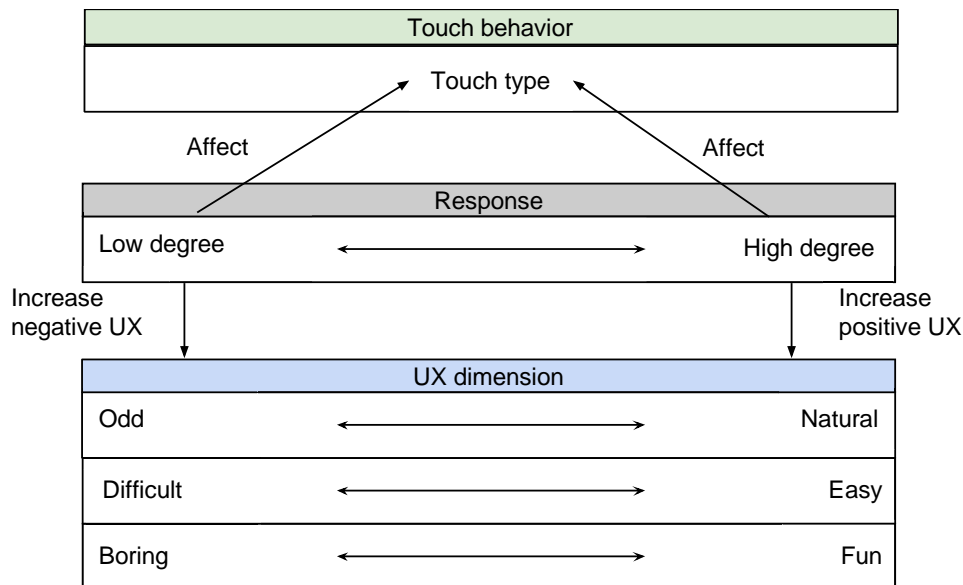 Touch behavior
Touch type
Affect
Affect
Response
Low degree
High degree
Increase
negative UX
Increase
positive UX
UX dimension
Odd
Natural
Difficult
Easy
Boring
Fun